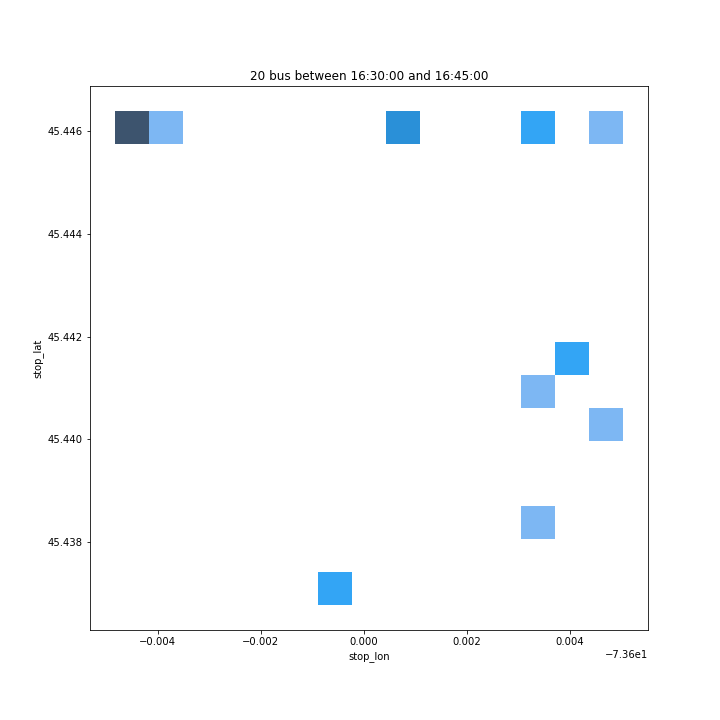 20 bus between 16:30:00 and 16:45:00
45.446
45.444
45.442
45.440
45.438
stop_lat
−0.004 −0.002 0.000 0.002 0.004
stop_lon
−7.36e1